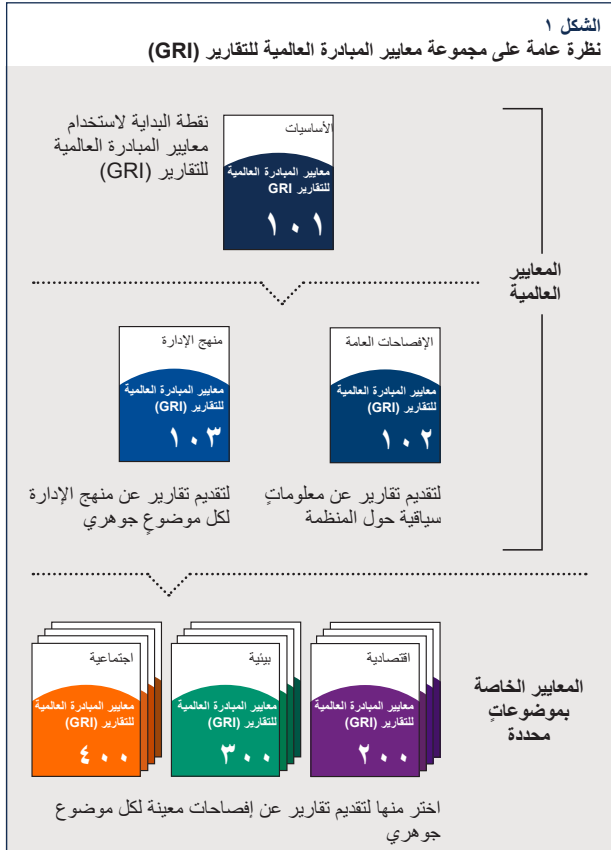 الشكل ١
نظرة عامة على مجموعة معايير المبادرة العالمية للتقارير (GRI)
نقطة البداية لاستخدام
معايير المبادرة العالمية
للتقارير (GRI)
الأساسيات
معايير المبادرة العالمية
للتقارير GRI
١٠١
المعايير
العالمية
الإفصاحات العامة
معايير المبادرة العالمية
للتقارير (GRI)
١٠٢
لتقديم تقارير عن معلوماتٍ
سياقية حول المنظمة
منهج الإدارة
معايير المبادرة العالمية
للتقارير (GRI)
١٠٣
لتقديم تقارير عن منهج الإدارة
لكل موضوعٍ جوهري
المعايير الخاصة
بموضوعاتٍ
محددة
اقتصادية
معايير المبادرة العالمية
للتقارير (GRI)
٢٠٠
بيئية
معايير المبادرة العالمية
للتقارير (GRI)
٣٠٠
اجتماعية
معايير المبادرة العالمية
للتقارير (GRI)
٤٠٠
اختر منها لتقديم تقارير عن إفصاحات معينة لكل موضوع
جوهري